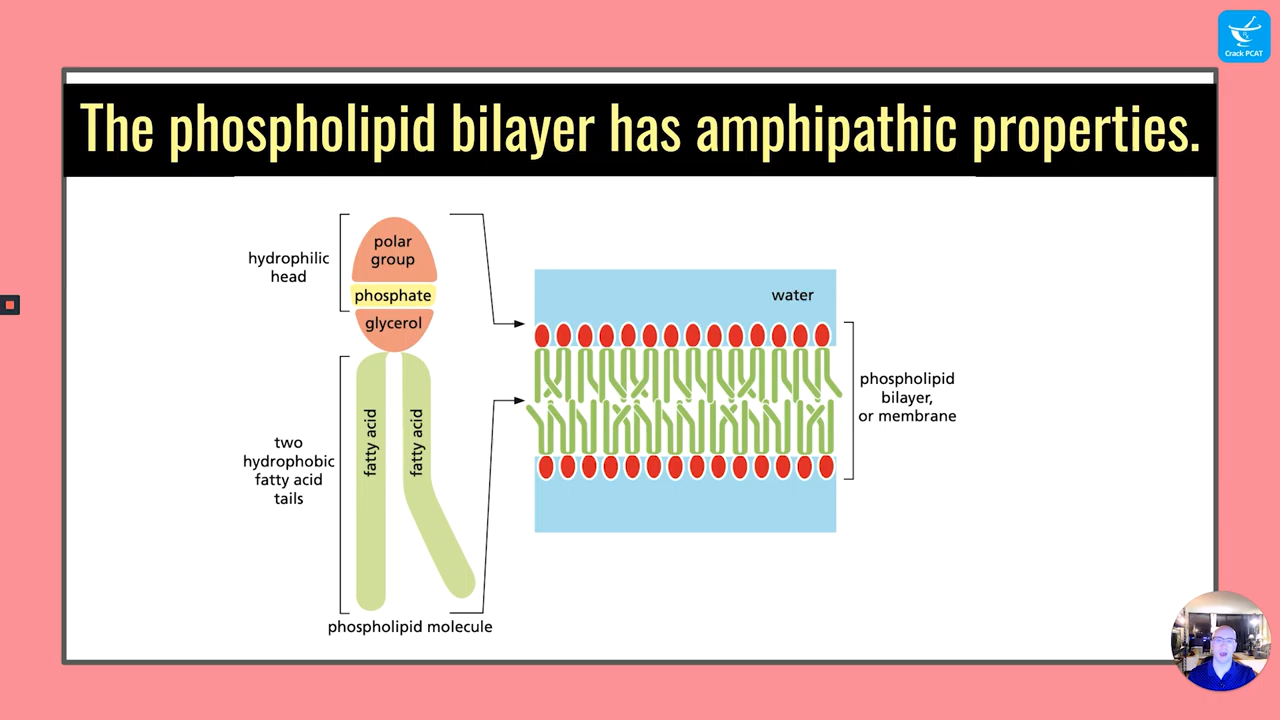 Crack PCAT
The phospholipid bilayer has amphipathic properties.
hydrophilic
head
polar
group
phosphate
glycerol
two
hydrophobic
fatty acid
tails
fatty acid
fatty acid
phospholipid molecule
water
phospholipid
bilayer,
or membrane